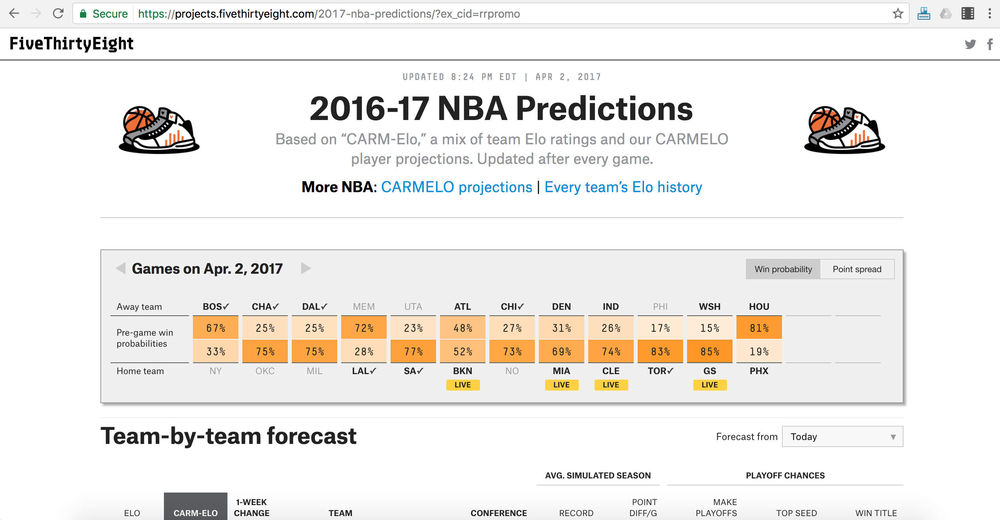 Secure https://projects.fivethirtyeight.com/2017-nba-predictions/?ex_cid=rrpromo
FiveThirtyEight
UPDATED 8:24 PM EDT | APR 2, 2017
2016-17 NBA Predictions
Based on “CARM-Elo,” a mix of team Elo ratings and our CARMELO
player projections. Updated after every game.
More NBA: CARMELO projections | Every team’s Elo history
Games on Apr. 2, 2017
Win probability Point spread
Away team BOS✓ CHA✓ DAL✓ MEM UTA ATL CHI✓ DEN IND PHI WSH HOU
Pre-game win
probabilities
67% 25% 25% 72% 23% 48% 27% 31% 26% 17% 15% 81%
33% 75% 75% 28% 77% 52% 73% 69% 74% 83% 85% 19%
Home team NY OKC MIL LAL✓ SA✓ BKN NO MIA CLE TOR✓ GS PHX
LIVE LIVE LIVE LIVE
Team-by-team forecast
Forecast from Today
AVG. SIMULATED SEASON PLAYOFF CHANCES
1-WEEK POINT MAKE
ELO CARM-ELO CHANGE TEAM CONFERENCE RECORD DIFF/G PLAYOFFS TOP SEED WIN TITLE